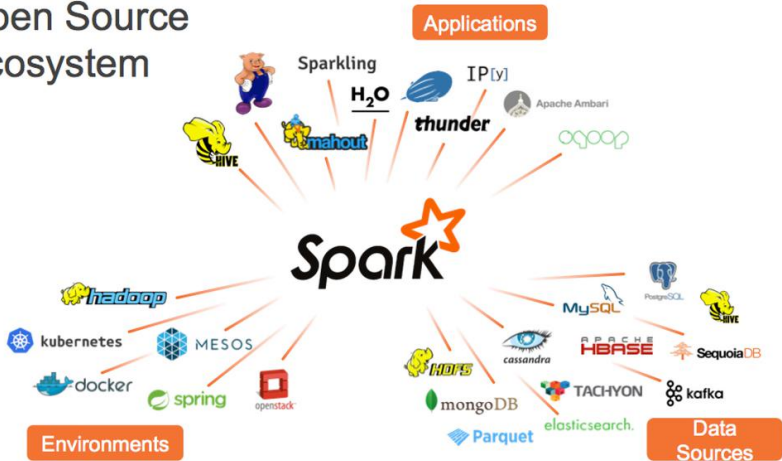 pen Source
cosystem
Applications
Sparkling
H₂O
IP[y]
thunder
Apache Ambari
sqoop
mahout
HIVE
Spark
hadoop
kubernetes
MESOS
docker
spring
openstack
Environments
PostgreSQL
MySQL
HIVE
cassandra
APACHE
HBASE
SequoiaDB
HDFS
TACHYON
kafka
mongoDB
elasticsearch.
Parquet
Data
Sources